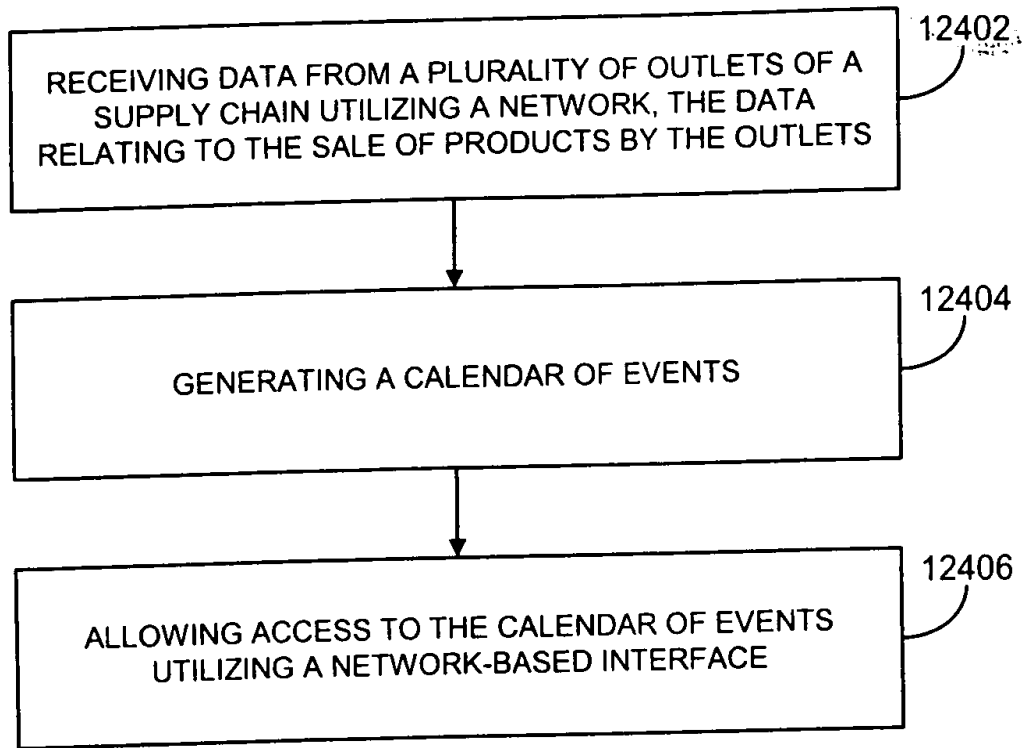 12402
RECEIVING DATA FROM A PLURALITY OF OUTLETS OF A
SUPPLY CHAIN UTILIZING A NETWORK, THE DATA
RELATING TO THE SALE OF PRODUCTS BY THE OUTLETS
12404
GENERATING A CALENDAR OF EVENTS
12406
ALLOWING ACCESS TO THE CALENDAR OF EVENTS
UTILIZING A NETWORK-BASED INTERFACE